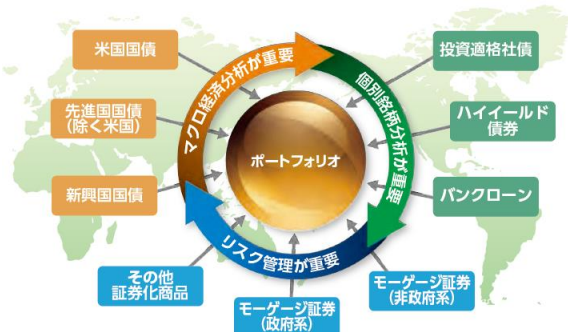 米国国債
先進国国債
(除く米国)
新興国国債
マクロ経済分析が重要
個別銘柄分析が重要
リスク管理が重要
ポートフォリオ
投資適格社債
ハイイールド
債券
バンクローン
その他
証券化商品
モーゲージ証券
(政府系)
モーゲージ証券
(非政府系)